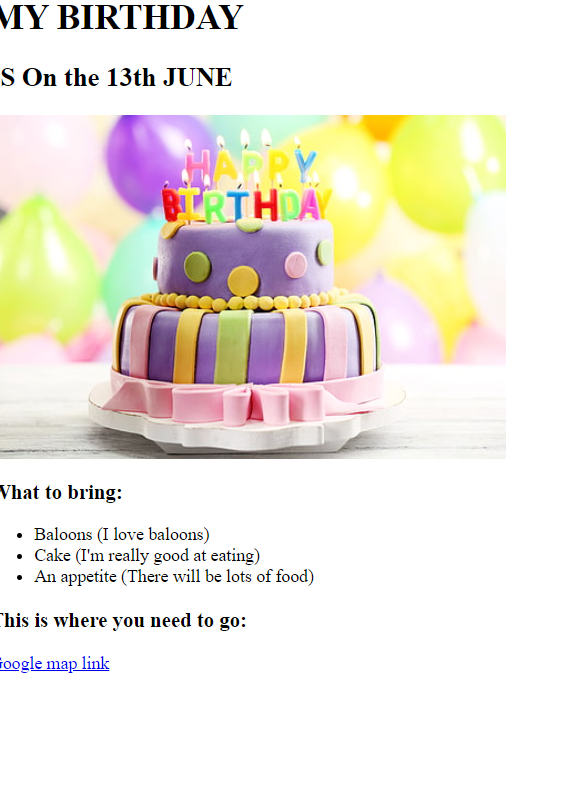 MY BIRTHDAY
S On the 13th JUNE
HAPPY
BIRTHDAY
What to bring:
Baloons (I love baloons)
Cake (I'm really good at eating)
An appetite (There will be lots of food)
This is where you need to go:
Google map link